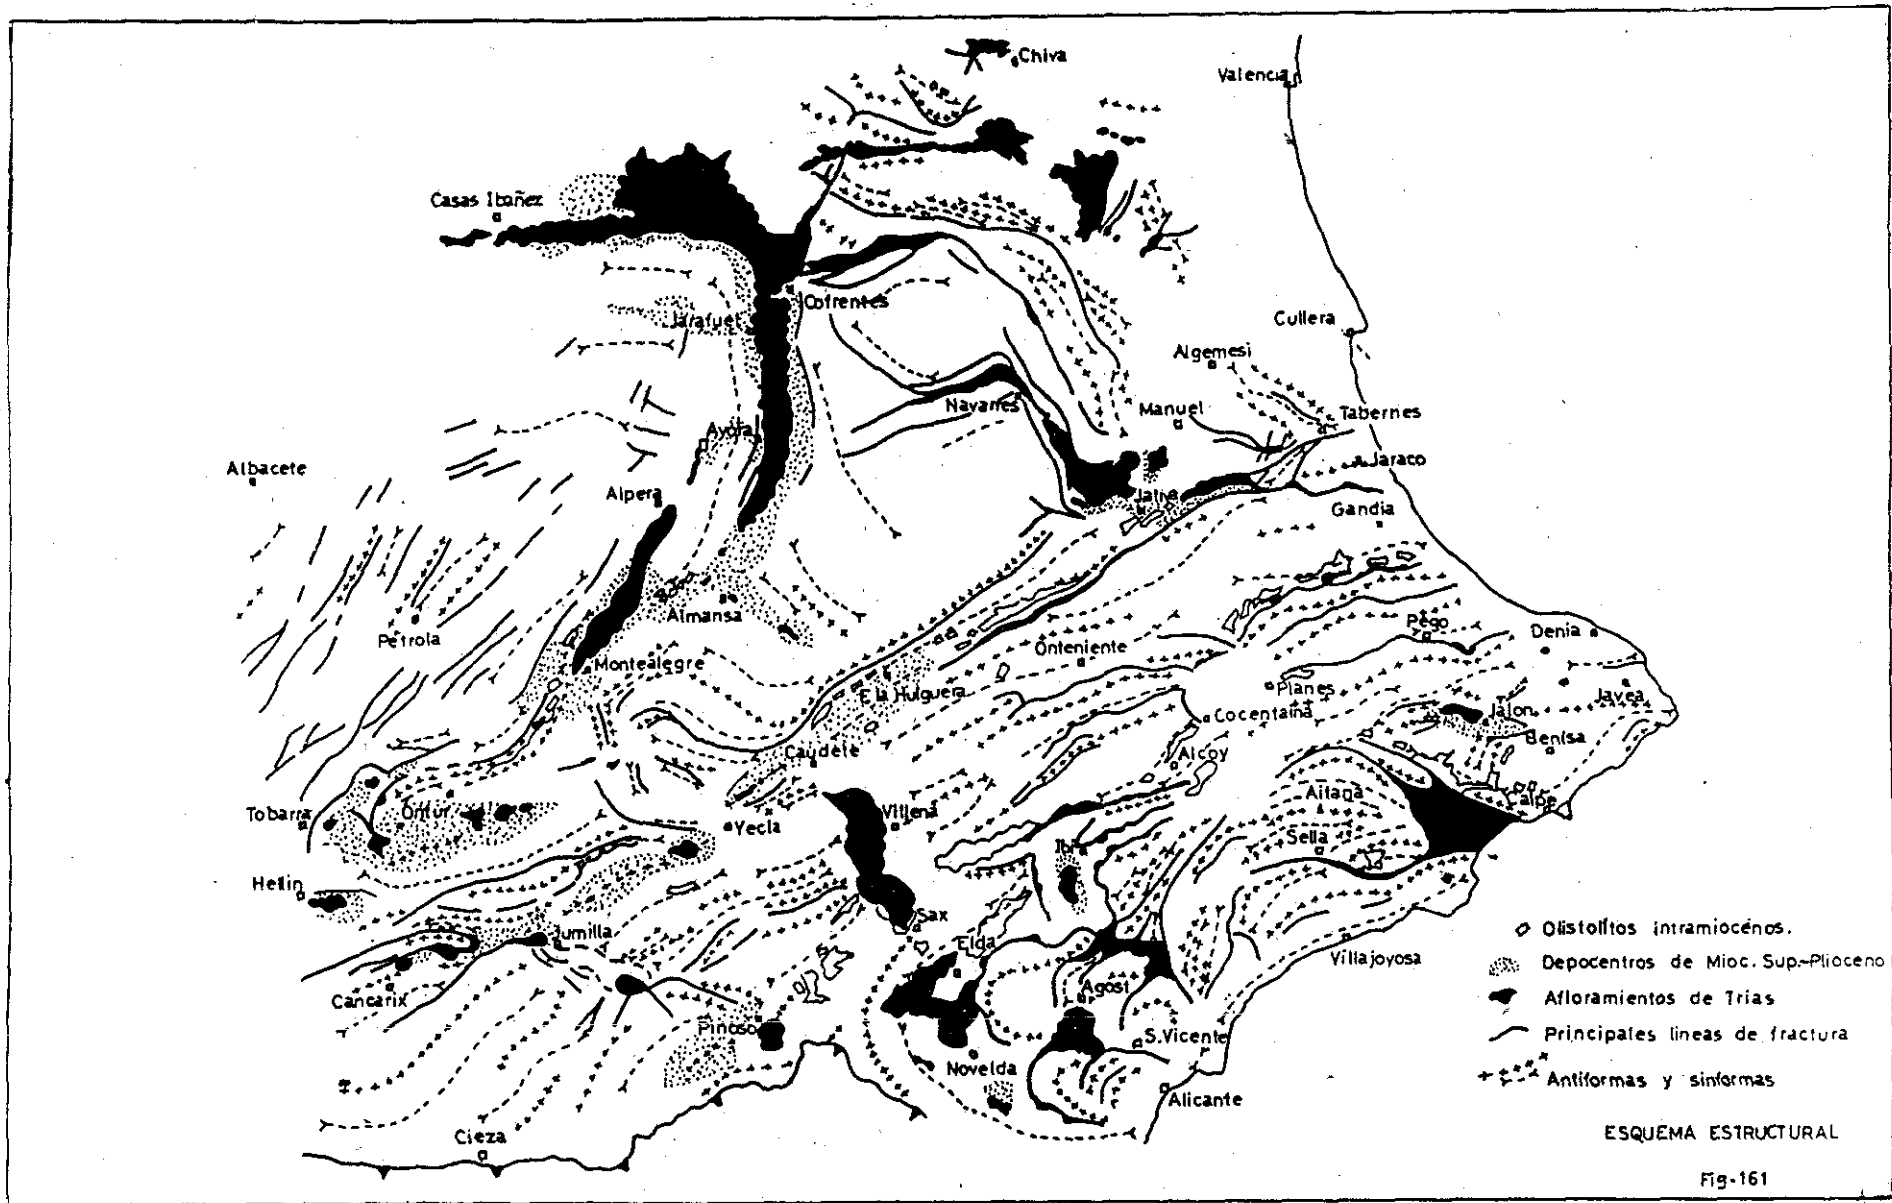 Chiva
Valencia
Casas Ibañez
Cofrentes
Jarafuel
Cullera
Algemesi
Navarres
Manuel
Tabernes
Ayora
Jaraco
Albacete
Alpera
Jativa
Gandia
Almansa
Petrola
Pego
Denia
Onteniente
Montealegre
Planes
Javea
E la Hulguera
Jalon
Cocentaina
Benisa
Caudete
Alcoy
Aitana
Calpe
Tobarra
Ontur
Yecla
Villena
Sella
Ibi
Hellin
Sax
Jumilla
Elda
Villajoyosa
Cancarix
Agost
Pinoso
S. Vicente
Novelda
Alicante
Cieza
Olistolitos intramiocenos.
Depocentros de Mioc. Sup.-Plioceno
Afloramientos de Trias
Principales lineas de fractura
Antiformas y sinformas
ESQUEMA ESTRUCTURAL
Fig-161